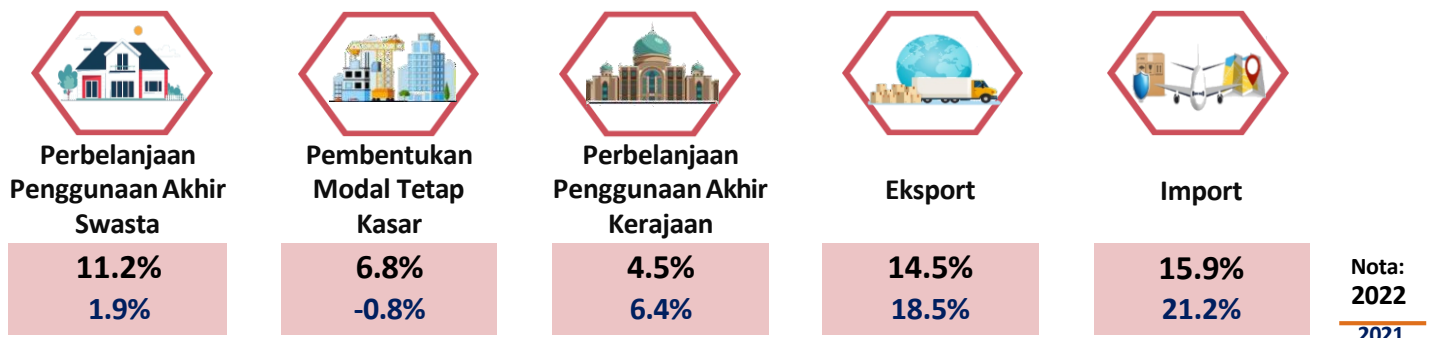 Perbelanjaan
Penggunaan Akhir
Swasta
11.2%
1.9%
Pembentukan
Modal Tetap
Kasar
6.8%
-0.8%
Perbelanjaan
Penggunaan Akhir
Kerajaan
4.5%
6.4%
Eksport
14.5%
18.5%
Import
15.9%
21.2%
Nota:
2022
2021